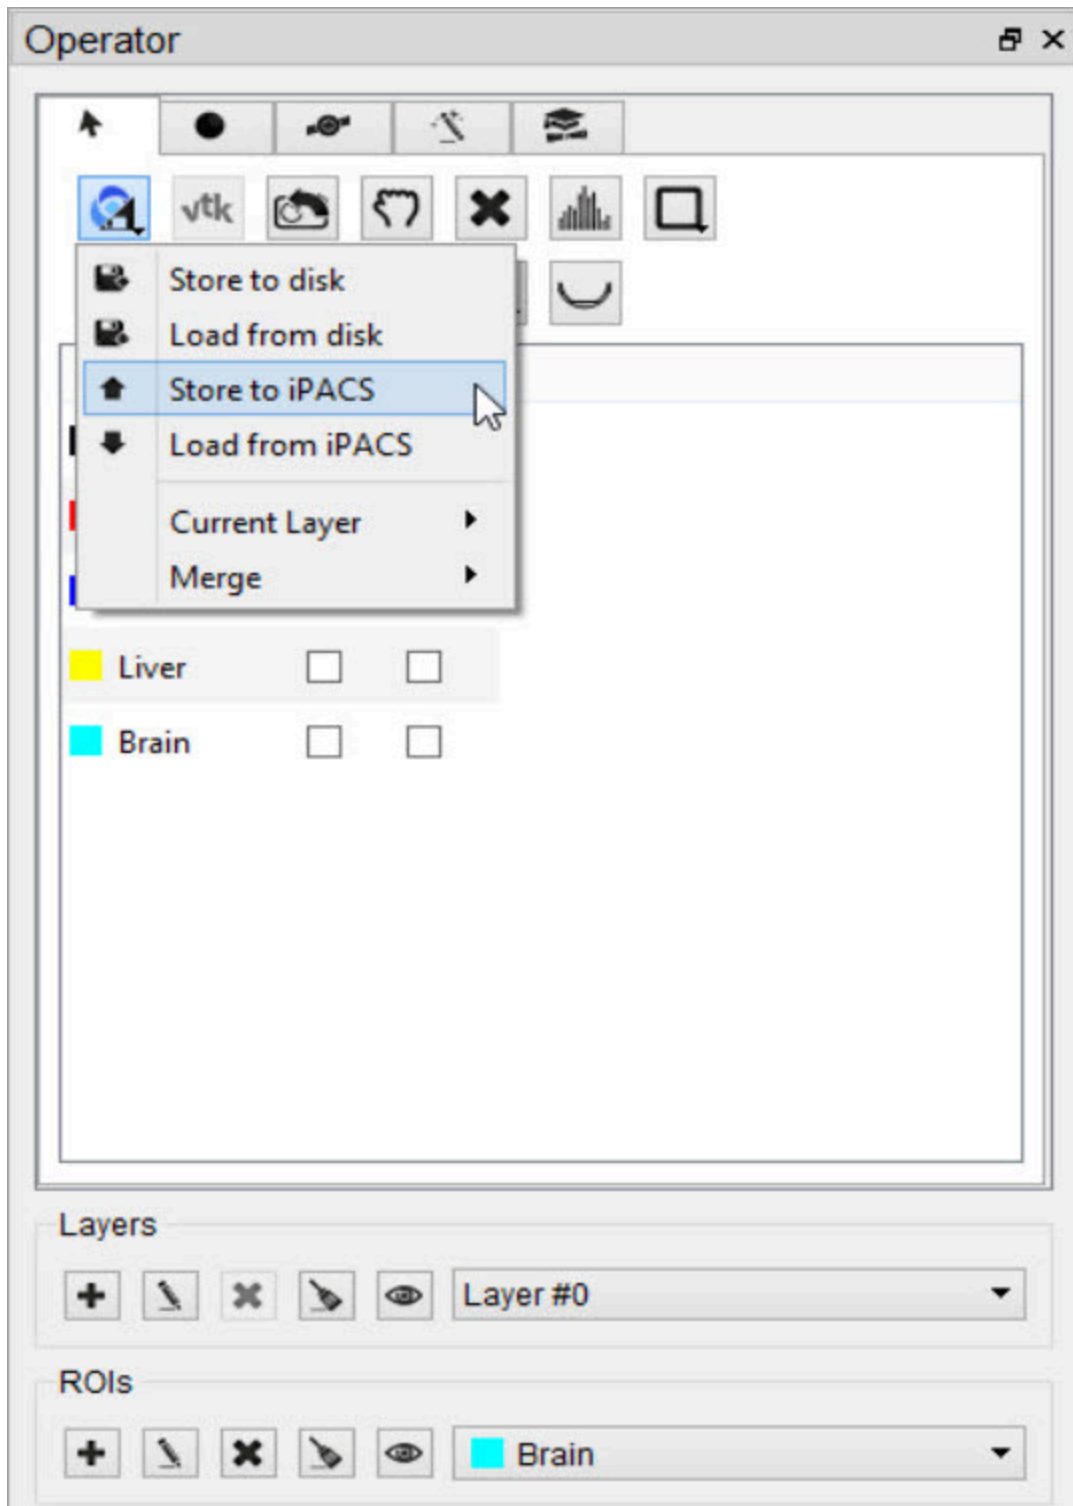 Operator
√tk
Store to disk
Load from disk
Store to iPACS
Load from iPACS
Current Layer
Merge
Liver
Brain
Layers
Layer #0
ROIs
Brain